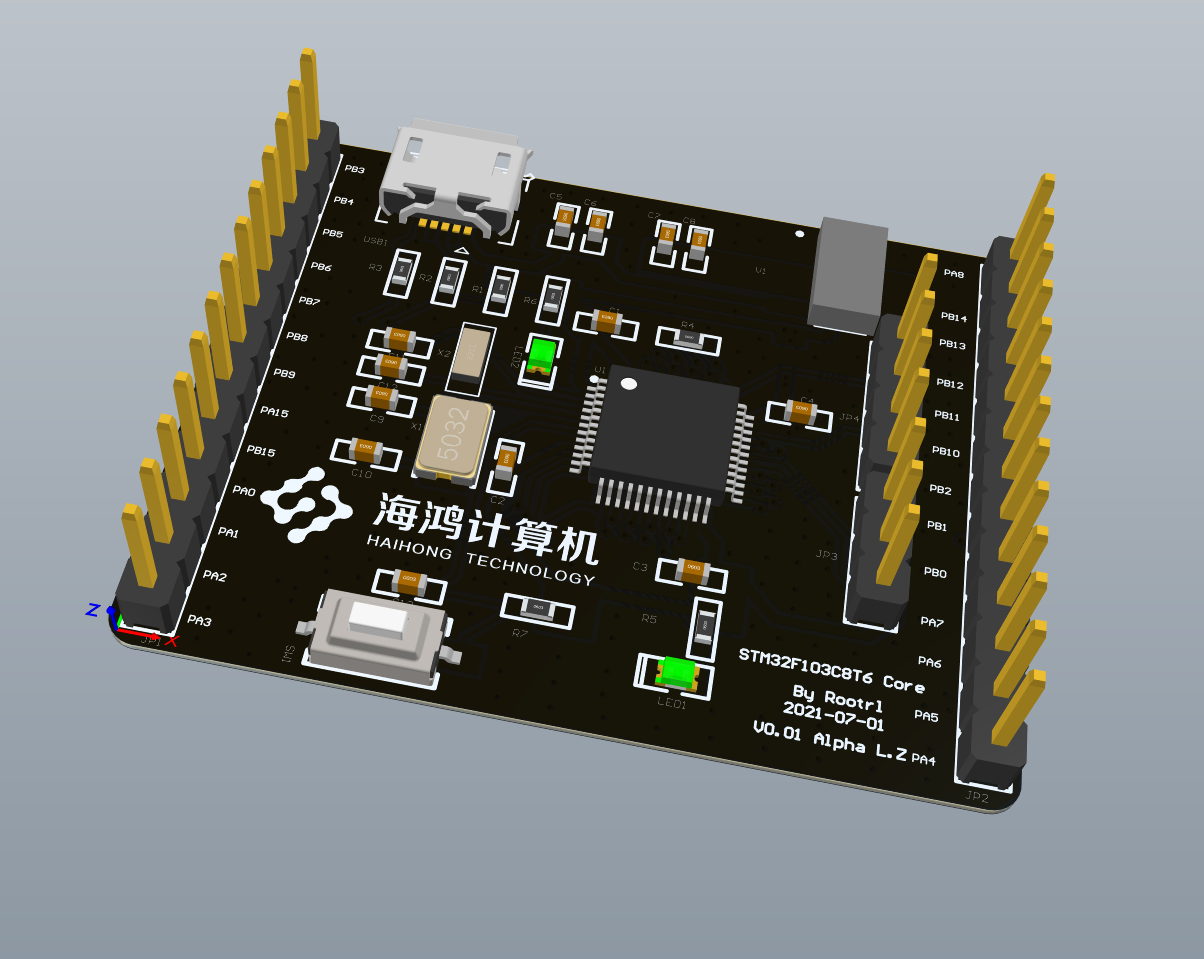 PB3
PB4
PB5
PB6
PB7
PB8
PB9
PA15
PB15
PA0
PA1
PA2
PA3
JP1
Z
X
USB1
R3
R2
R1
R6
C5
C6
C7
C8
V1
R4
C4
U1
X2
X1
5032
C9
C10
C2
海鸿计算机
HAIHONG TECHNOLOGY
C3
R5
R7
LED1
JP4
JP3
PA8
PB14
PB13
PB12
PB11
PB10
PB2
PB1
PB0
PA7
PA6
PA5
PA4
STM32F103C8T6 Core
By Rootrl
2021-07-01
V0.01 Alpha L.Z
JP2